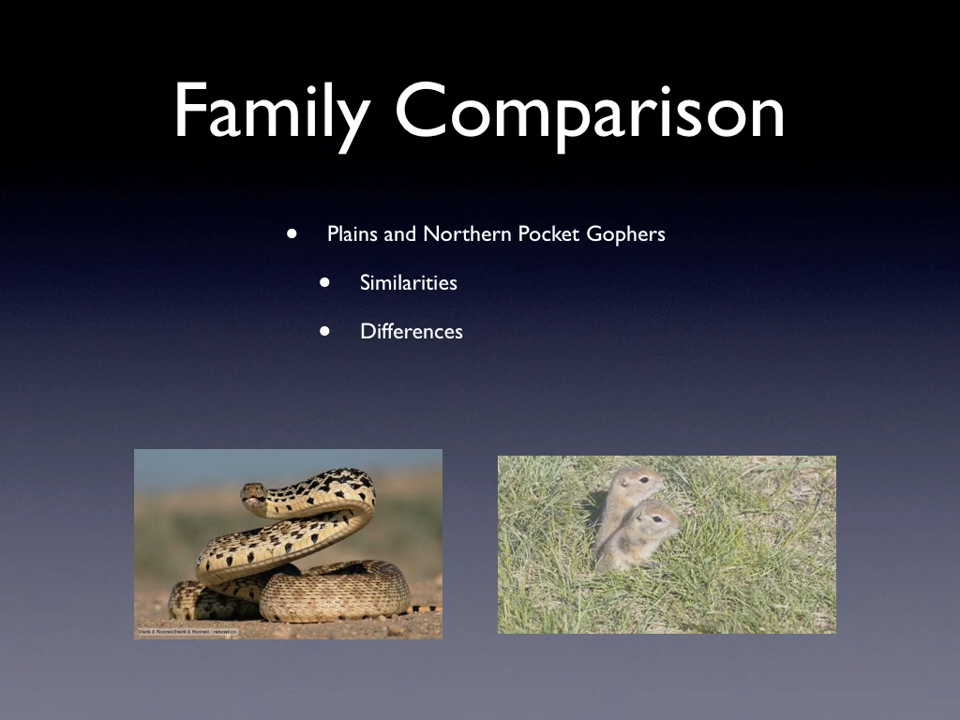 Family Comparison
• Plains and Northern Pocket Gophers
• Similarities
• Differences